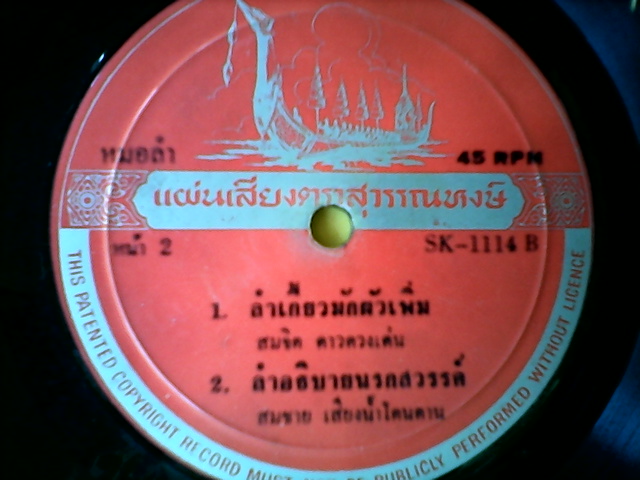 หมอลำ
45 RPM
แผ่นเสียงตราสุวรรณหงษ์
หน้า 2
SK-1114 B
1. ลำเกี้ยวมักผัวเพิ่น
สมจิต ดาวดวงเด่น
2. ลำอธิบายนรกสวรรค์
สมชาย เสียงน้ำโตนตาด
THIS PATENTED COPYRIGHT RECORD MUST BE PUBLICLY PERFORMED WITHOUT LICENCE